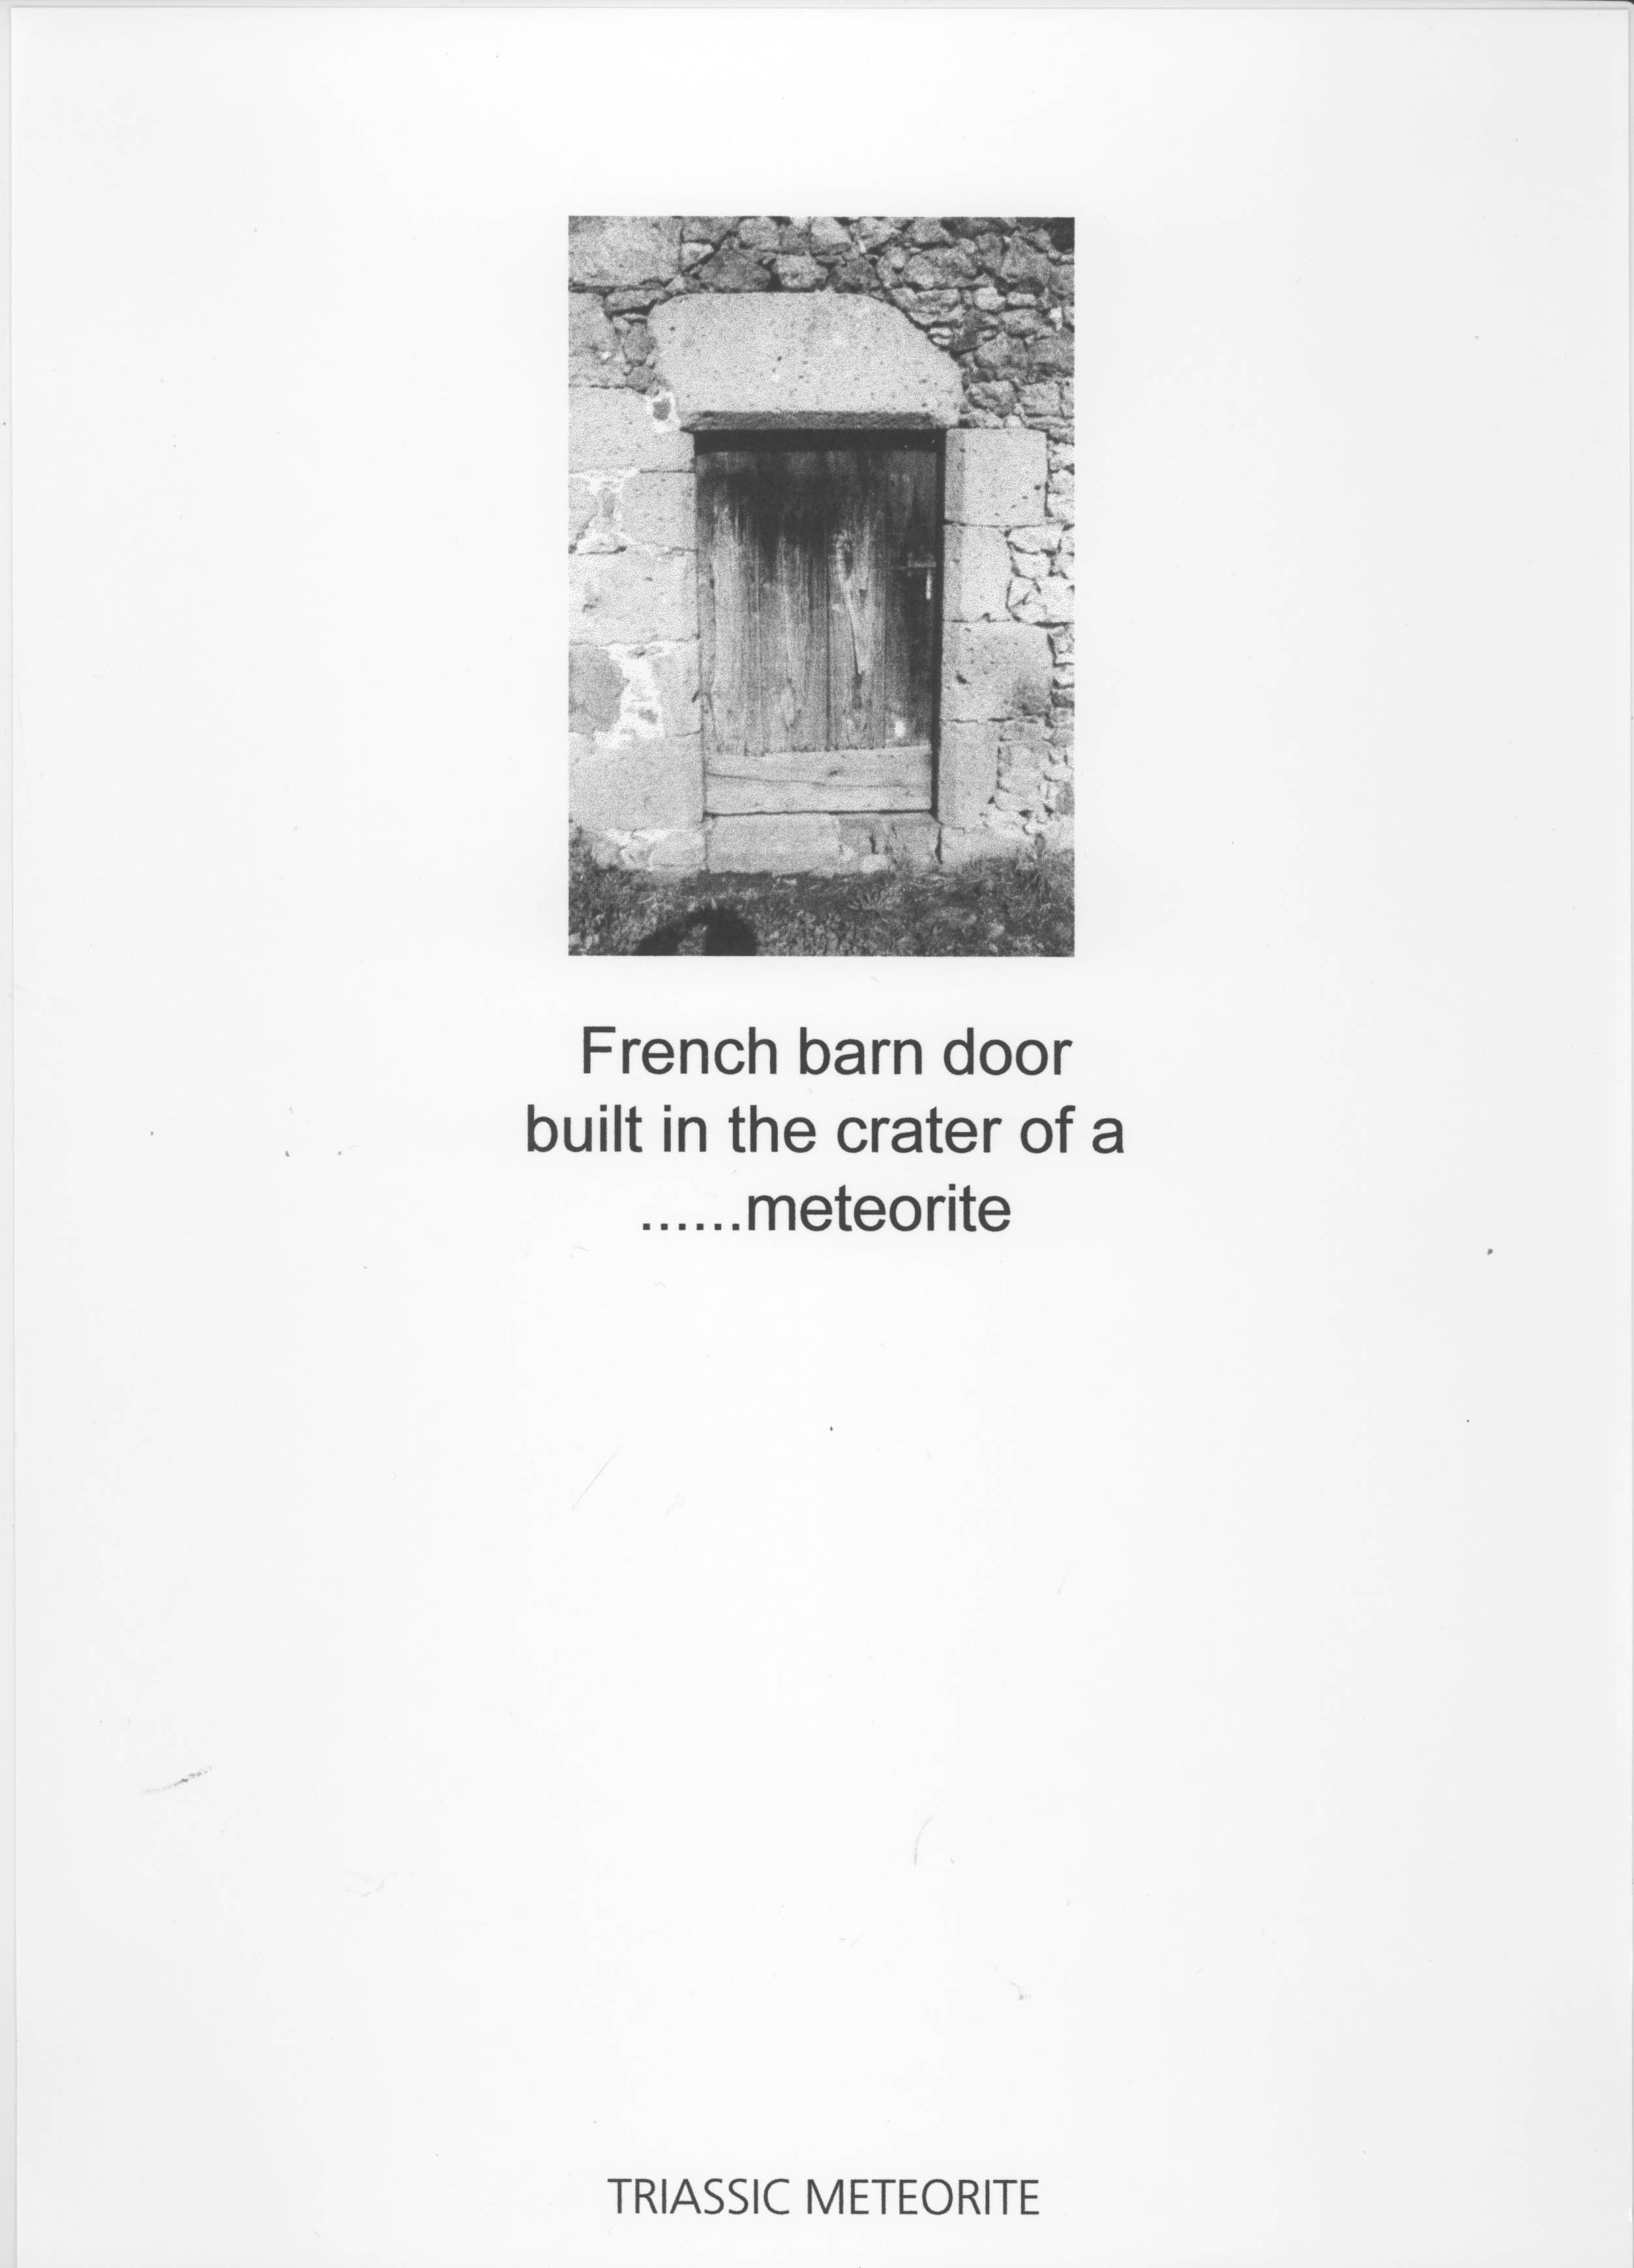 French barn door
built in the crater of a
......meteorite
TRIASSIC METEORITE